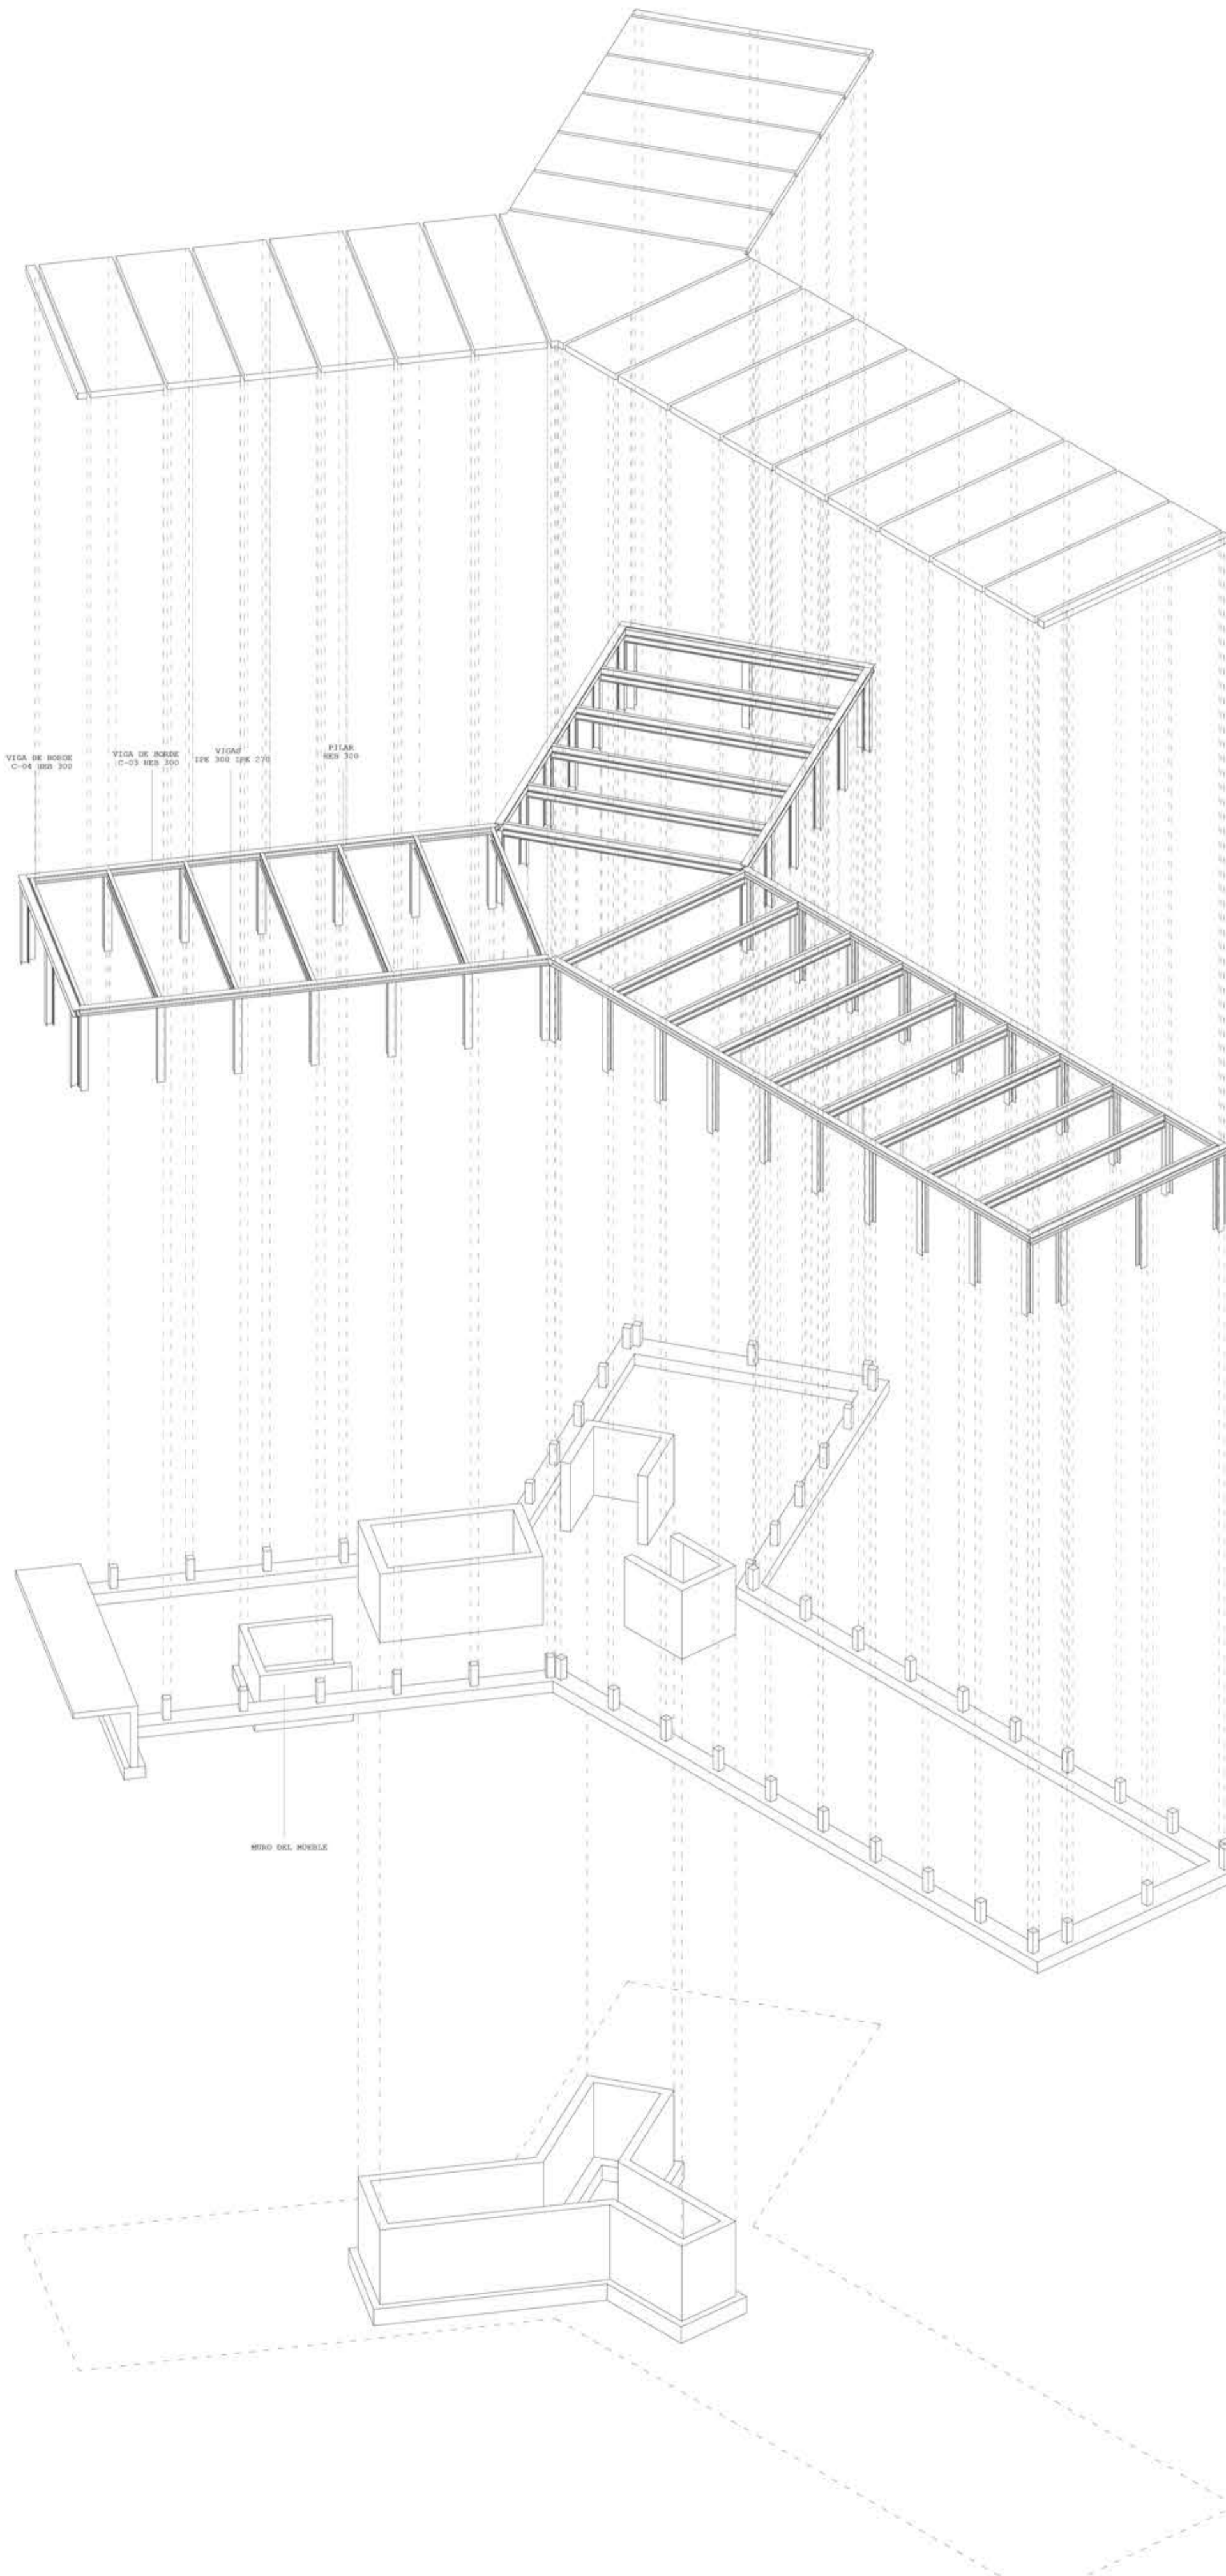 VIGA DE BORDE
C-04 HEB 300
VIGA DE BORDE
C-03 HEB 300
VIGAS
IPE 300 IPE 270
PILAR
HEB 300
MURO DEL MUEBLE